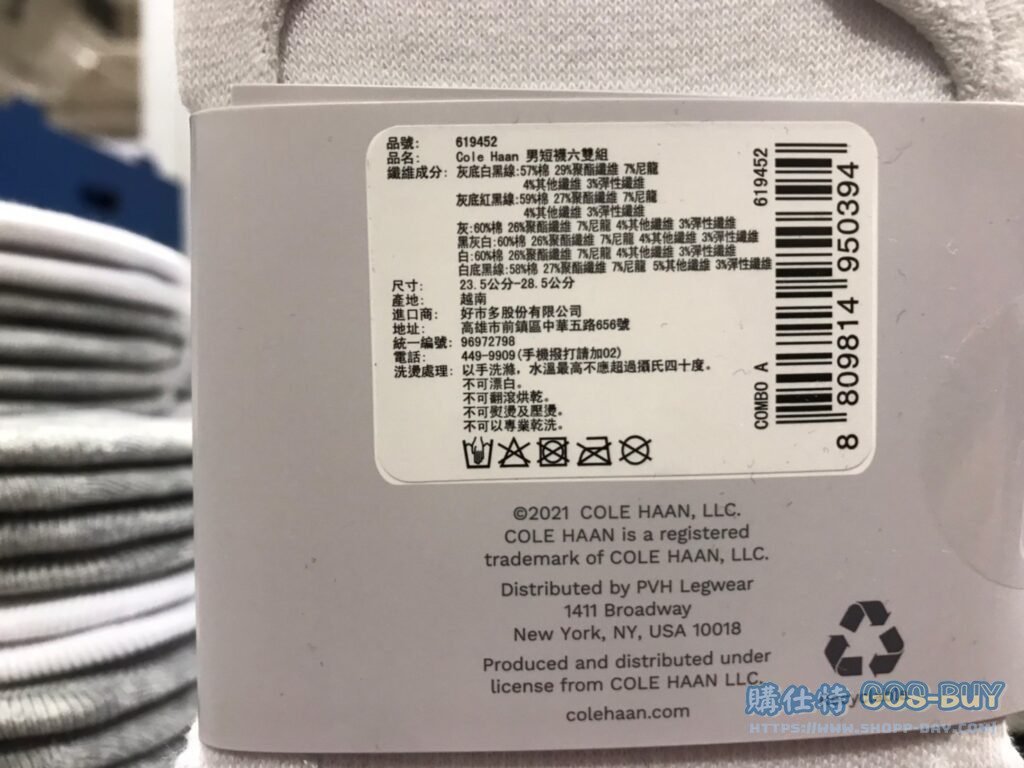 品號: 619452
品名: Cole Haan 男短襪六雙組
纖維成分: 灰底白黑線:57%棉 29%聚酯纖維 7%尼龍
4%其他纖維 3%彈性纖維
灰底紅黑線:59%棉 27%聚酯纖維 7%尼龍
4%其他纖維 3%彈性纖維
灰:60%棉 26%聚酯纖維 7%尼龍 4%其他纖維 3%彈性纖維
黑灰白:60%棉 26%聚酯纖維 7%尼龍 4%其他纖維 3%彈性纖維
白:60%棉 26%聚酯纖維 7%尼龍 4%其他纖維 3%彈性纖維
白底黑線:58%棉 27%聚酯纖維 7%尼龍 5%其他纖維 3%彈性纖維
尺寸: 23.5公分-28.5公分
產地: 越南
進口商: 好市多股份有限公司
地址: 高雄市前鎮區中華五路656號
統一編號: 96972798
電話: 449-9909(手機撥打請加02)
洗燙處理: 以手洗滌，水溫最高不應超過攝氏四十度。
不可漂白。
不可翻滾烘乾。
不可熨燙及壓燙。
不可以專業乾洗。
619452
COMBO A
8 809814 950394
©2021 COLE HAAN, LLC.
COLE HAAN is a registered
trademark of COLE HAAN, LLC.
Distributed by PVH Legwear
1411 Broadway
New York, NY, USA 10018
Produced and distributed under
license from COLE HAAN LLC.
colehaan.com
購仕特 COS-BUY
HTTPS://WWW.SHOPP-DAY.COM